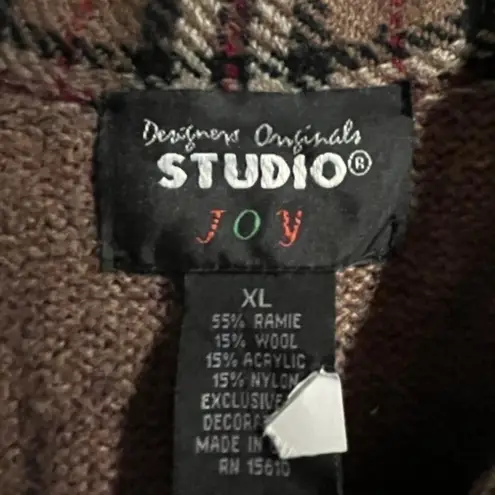 Designers Originals
STUDIO®
JOY
XL
55% RAMIE
15% WOOL
15% ACRYLIC
15% NYLON
EXCLUSIVE
MADE IN
RN 15610